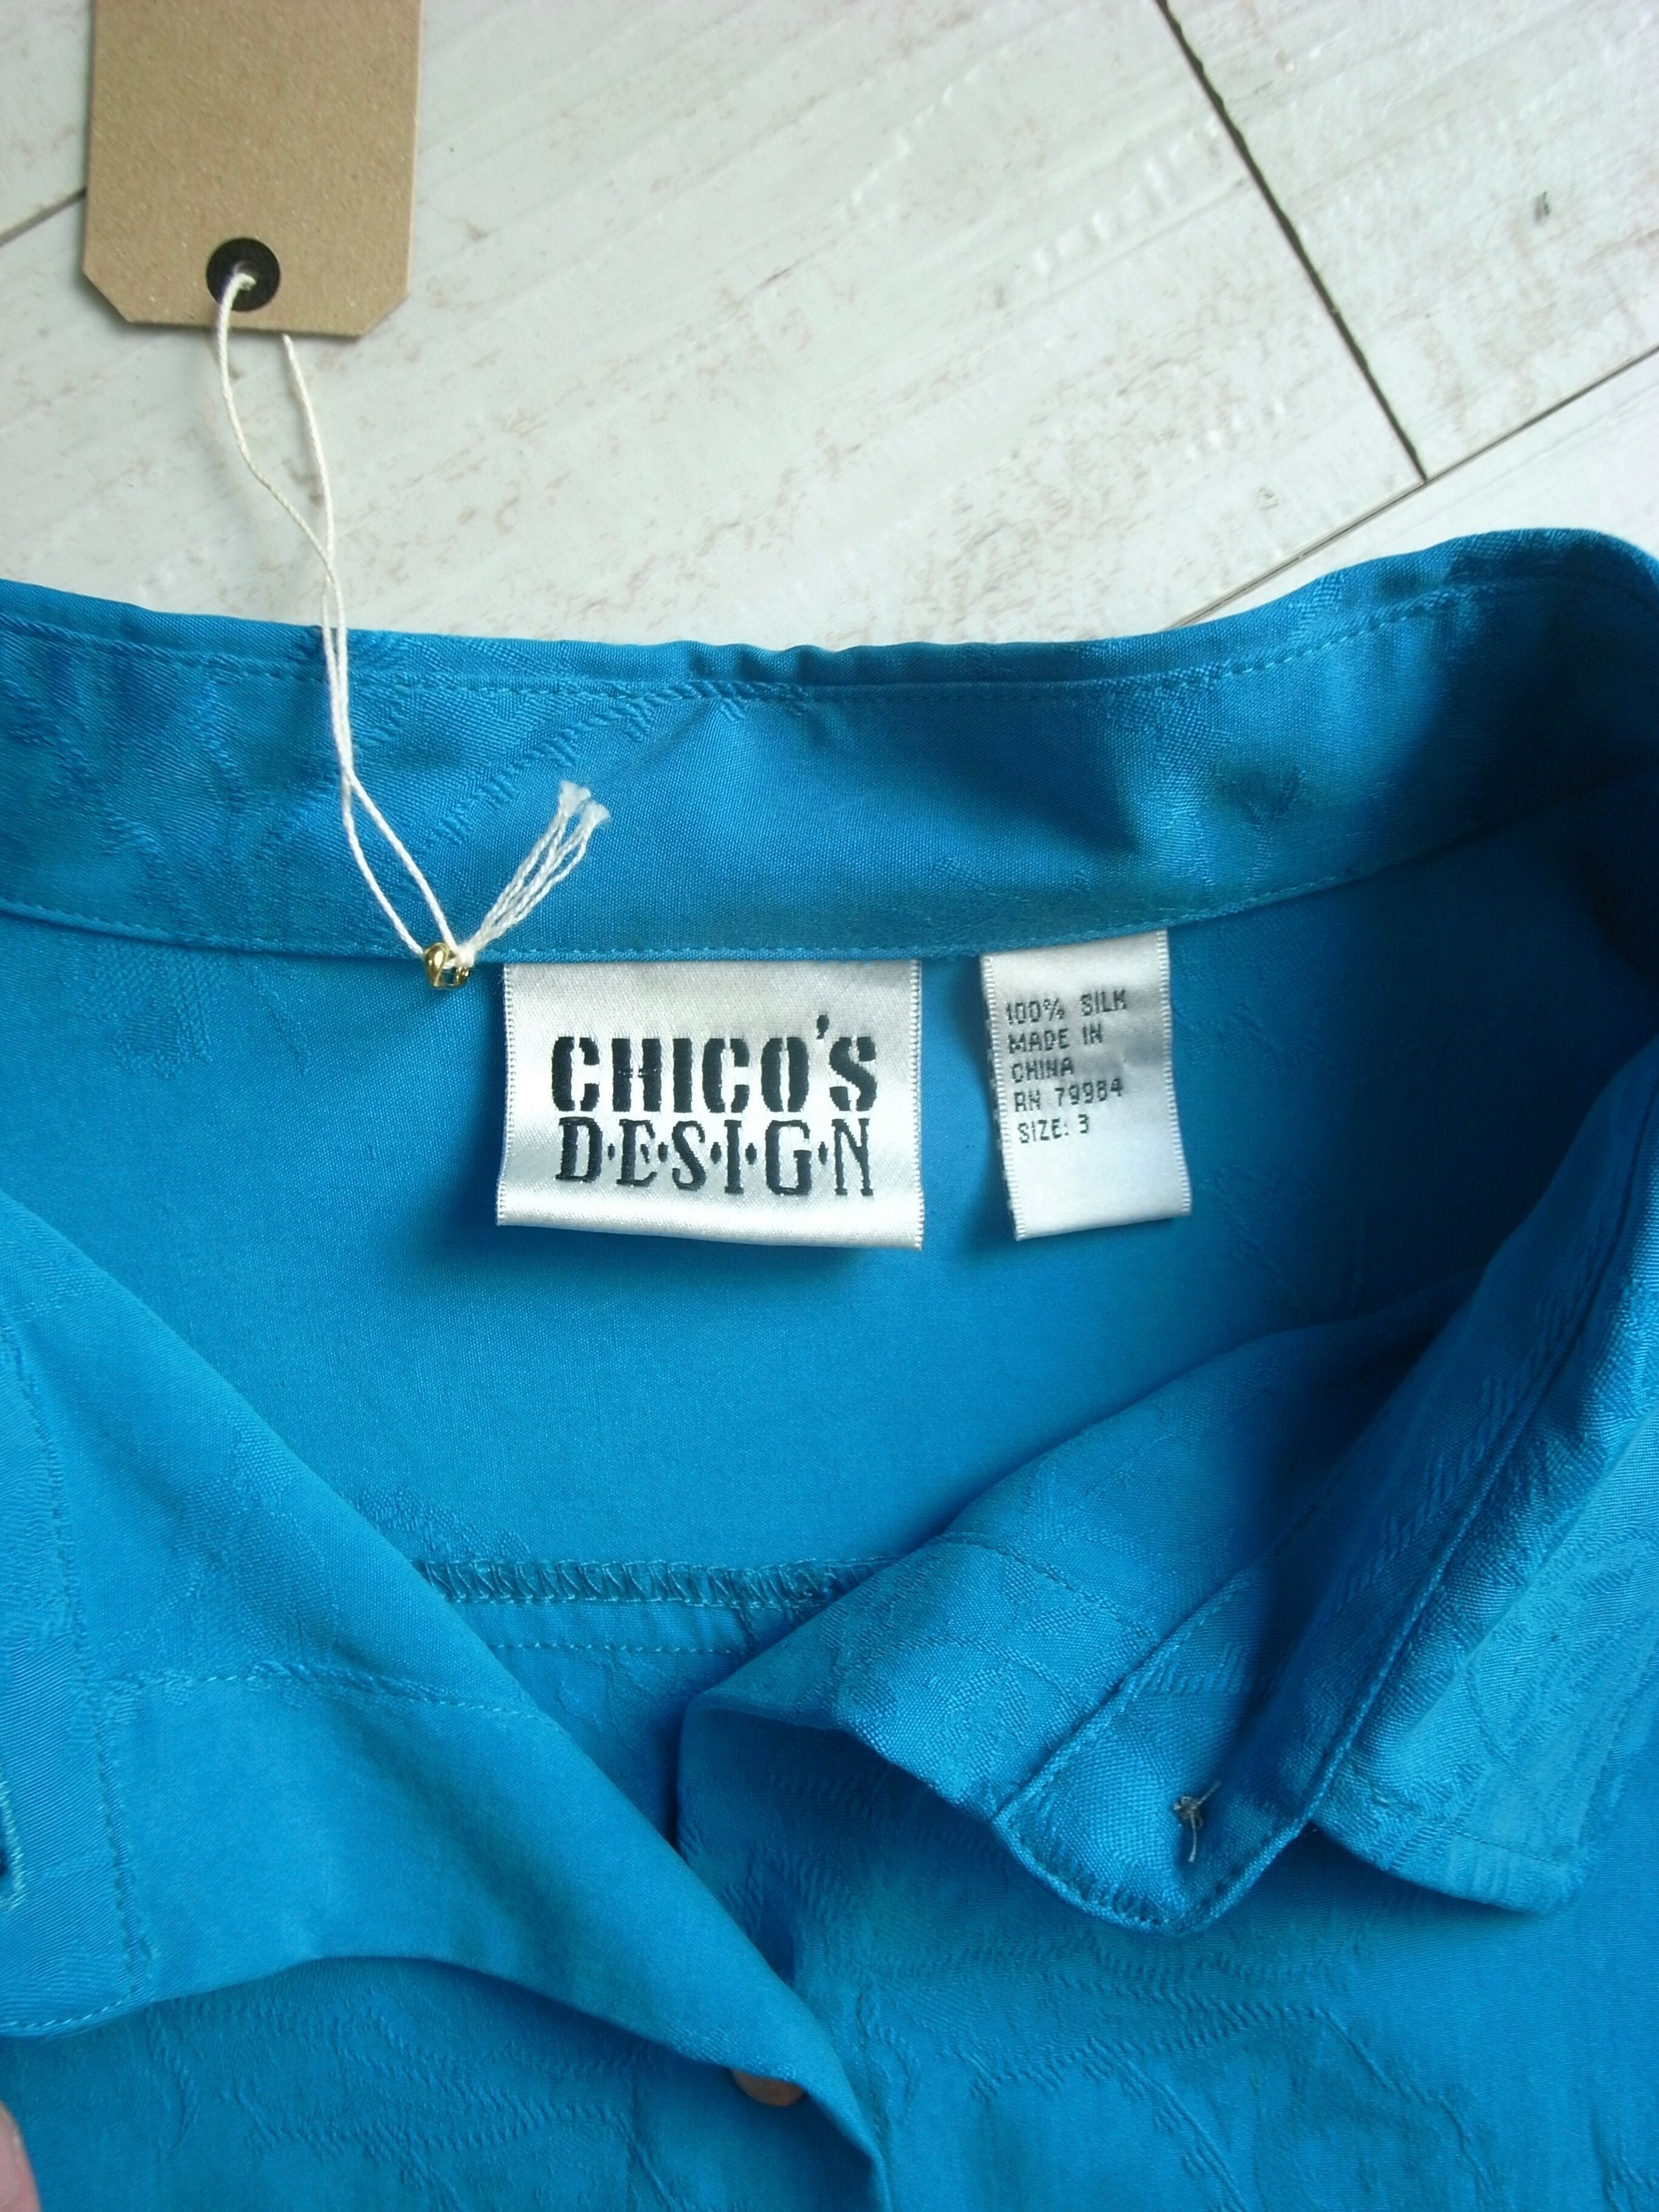 CHICO'S
D·E·S·I·G·N
100% SILK
MADE IN
CHINA
RN 79984
SIZE: 3